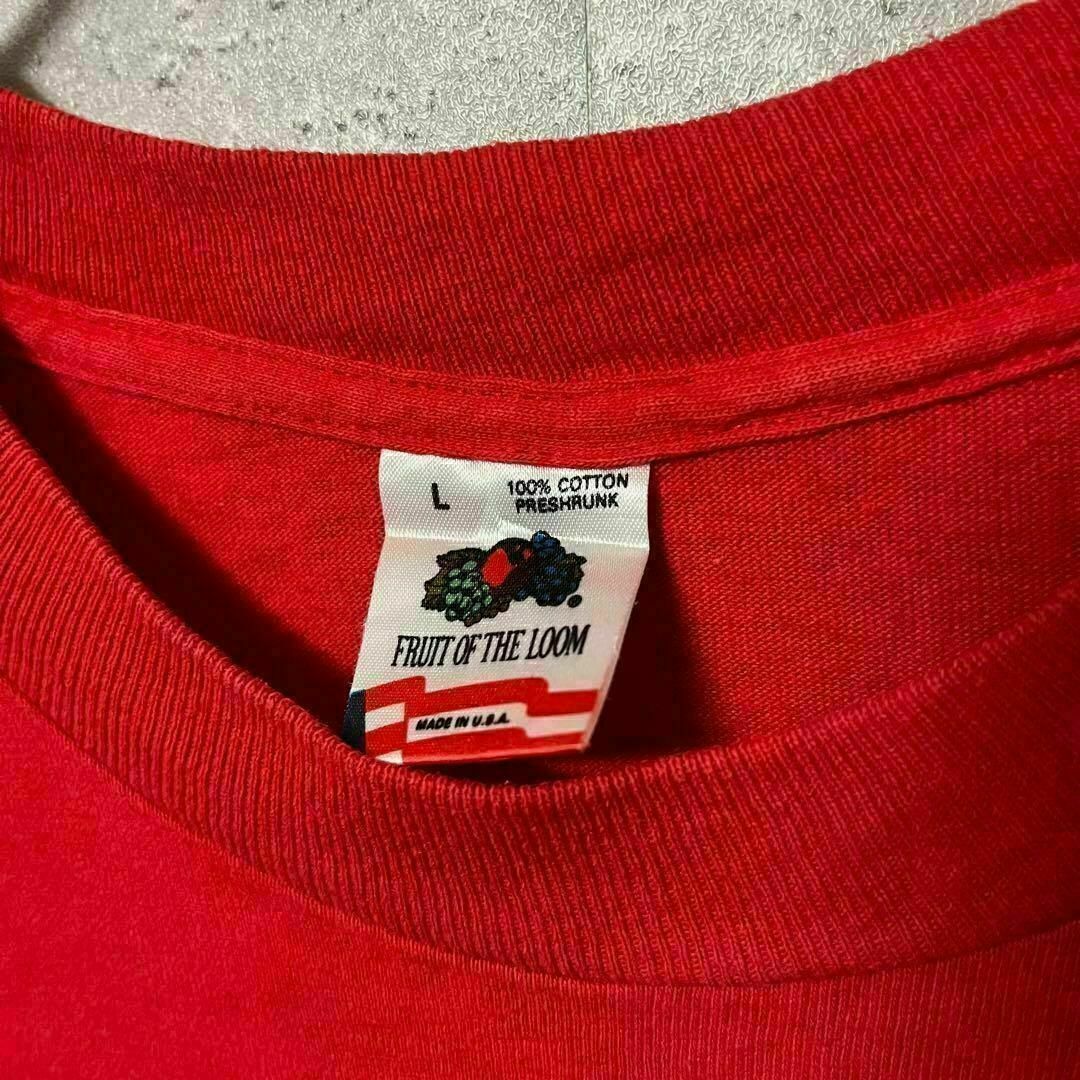 L
100% COTTON
PRESHRUNK
FRUIT OF THE LOOM
MADE IN U.S.A.